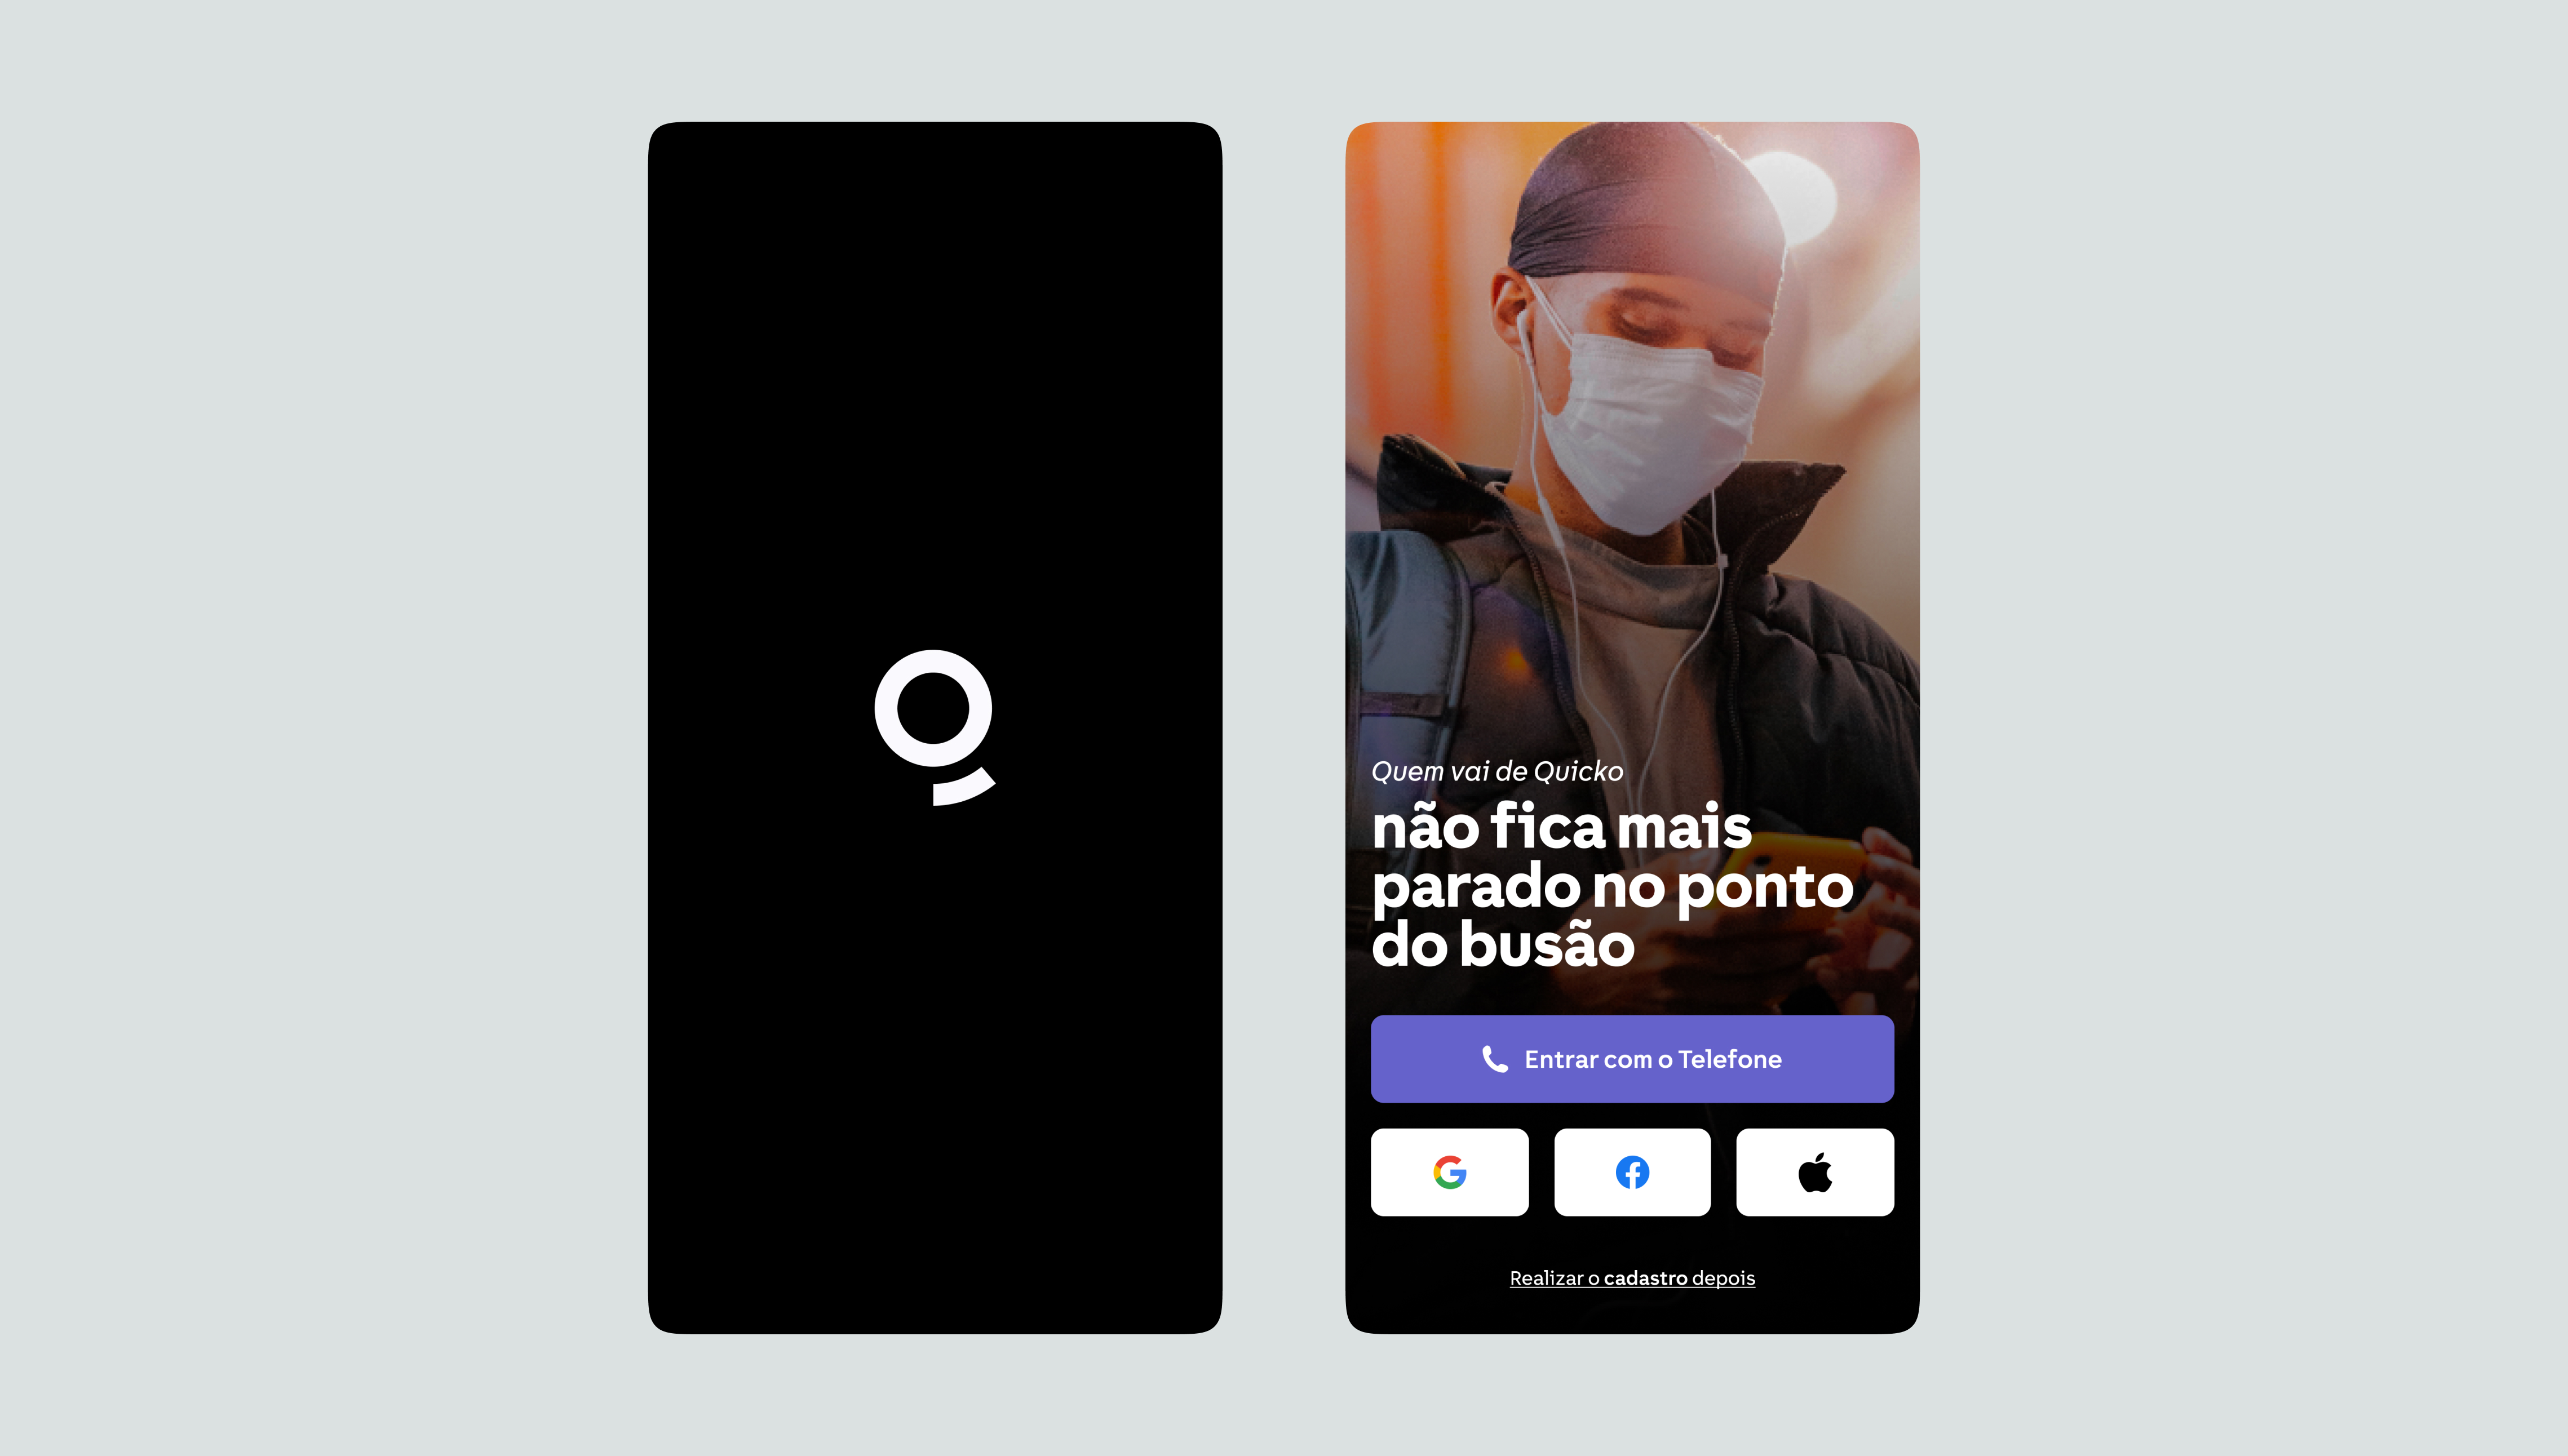 Quem vai de Quicko
não fica mais
parado no ponto
do busão
Entrar com o Telefone
Realizar o cadastro depois